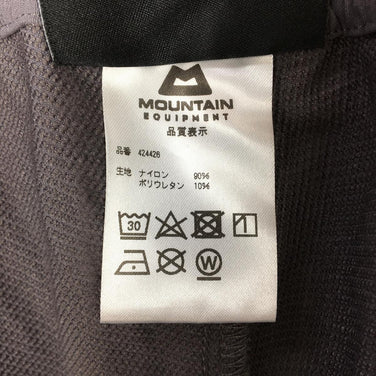 MOUNTAIN
EQUIPMENT
品質表示
品番 424426
生地 ナイロン 90%
ポリウレタン 10%
30
W